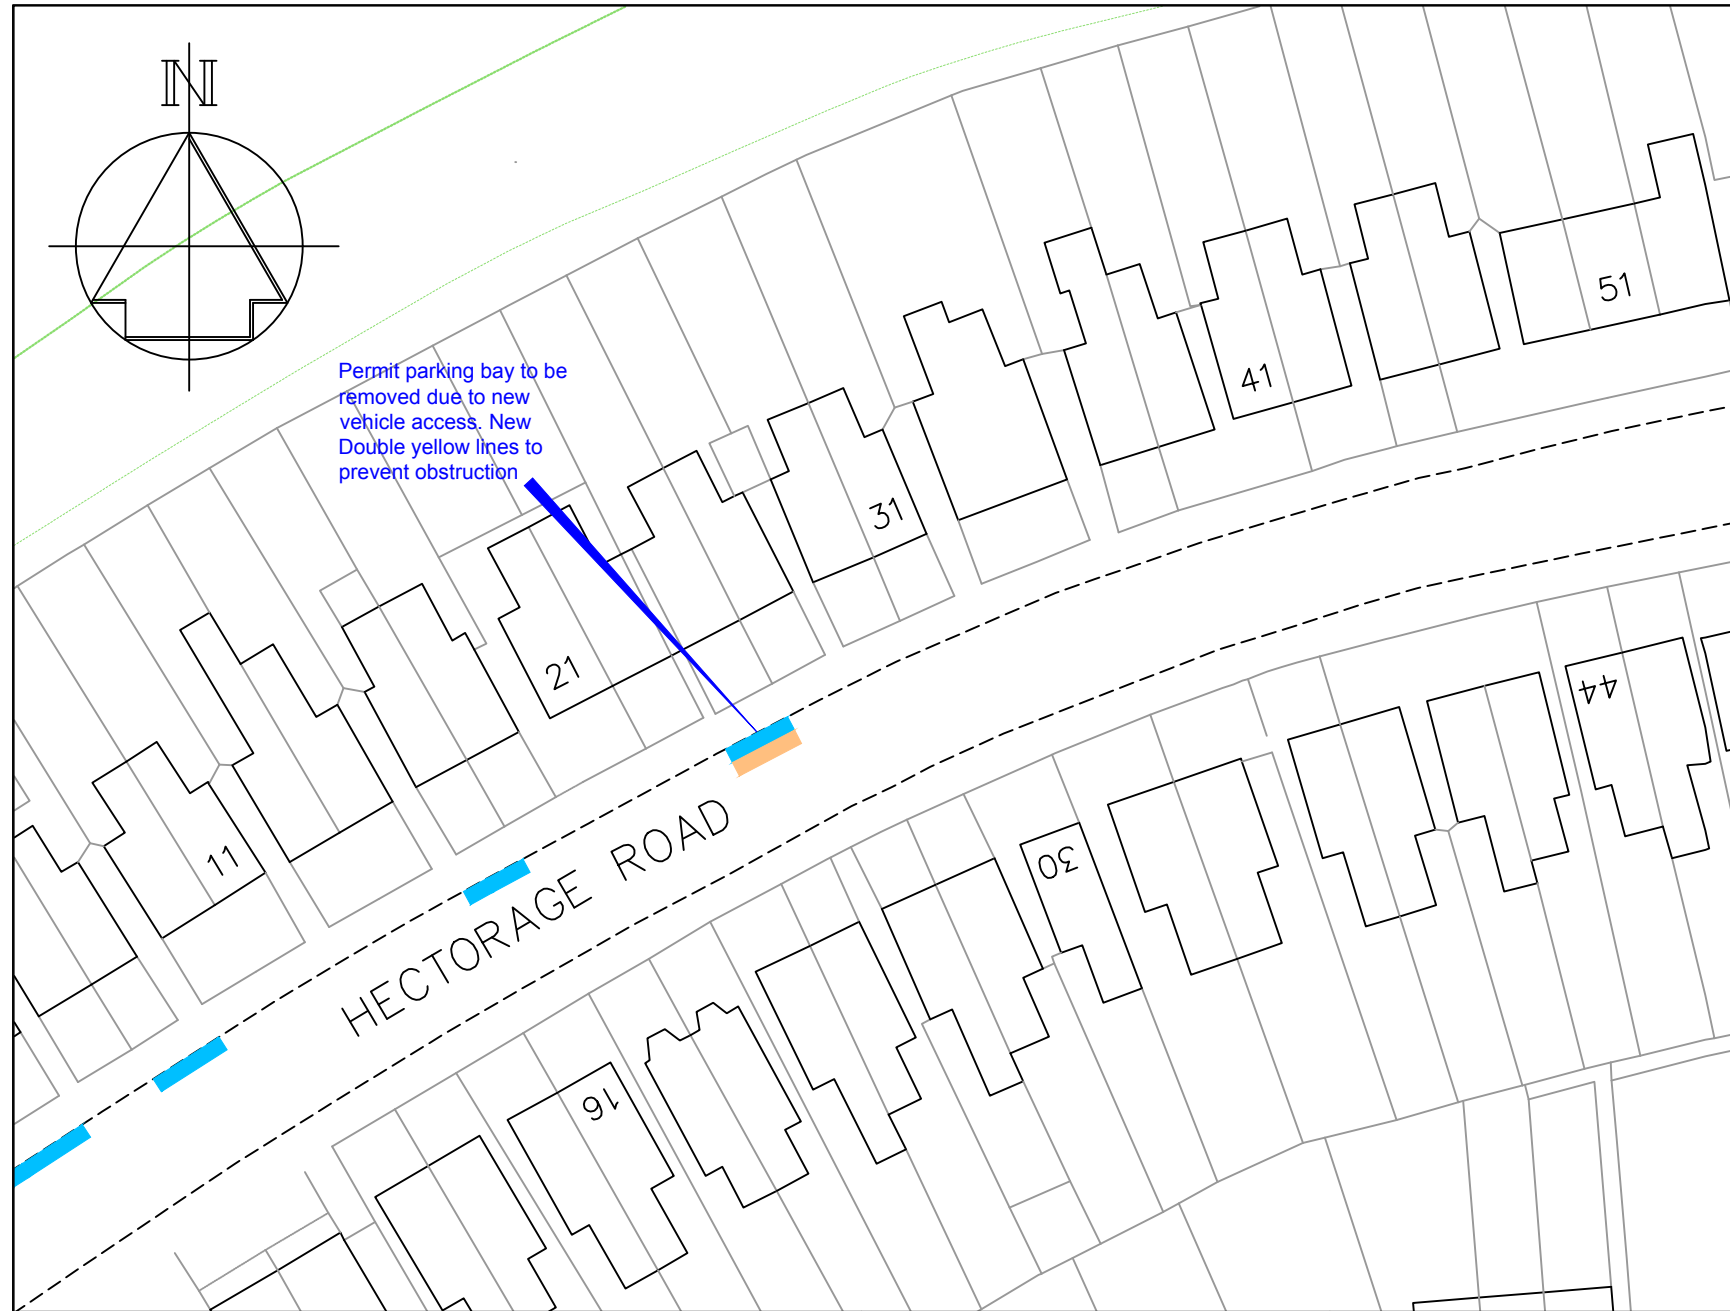 N
Permit parking bay to be
removed due to new
vehicle access. New
Double yellow lines to
prevent obstruction
51
41
31
21
11
HECTORAGE ROAD
44
30
16